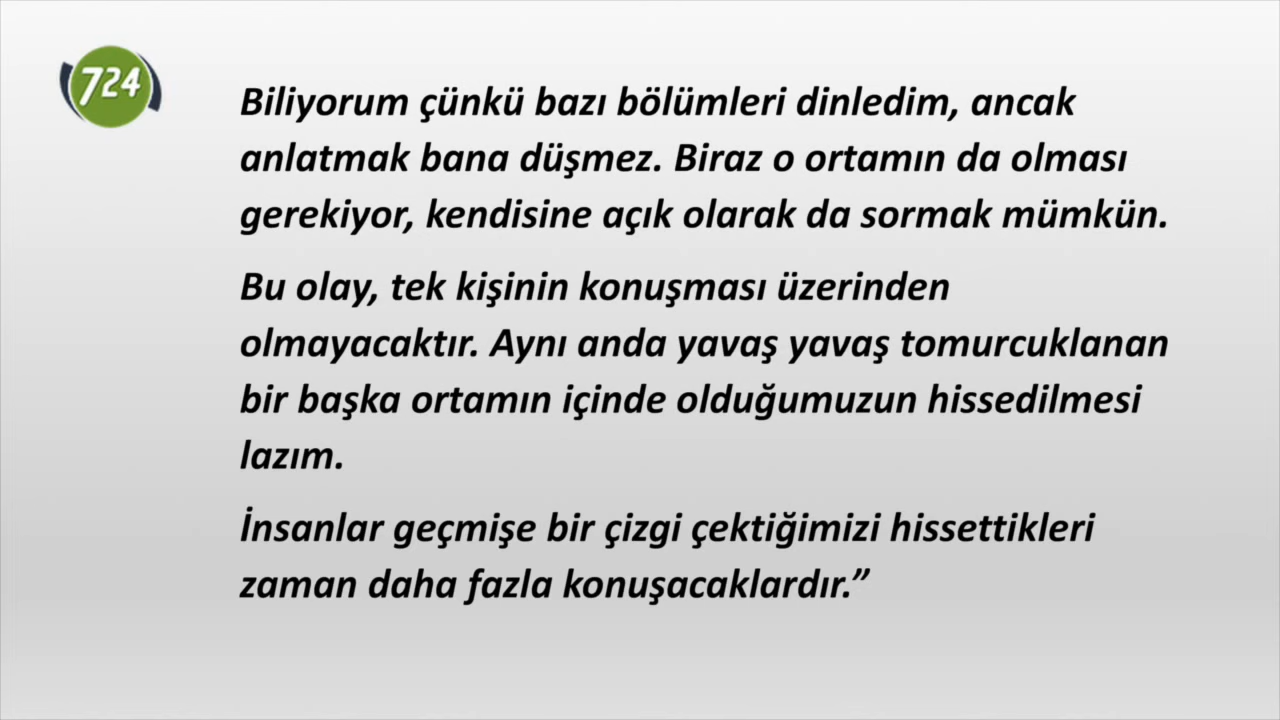 724
Biliyorum çünkü bazı bölümleri dinledim, ancak
anlatmak bana düşmez. Biraz o ortamın da olması
gerekiyor, kendisine açık olarak da sormak mümkün.
Bu olay, tek kişinin konuşması üzerinden
olmayacaktır. Aynı anda yavaş yavaş tomurcuklanan
bir başka ortamın içinde olduğumuzun hissedilmesi
lazım.
İnsanlar geçmişe bir çizgi çektiğimizi hissettikleri
zaman daha fazla konuşacaklardır.”